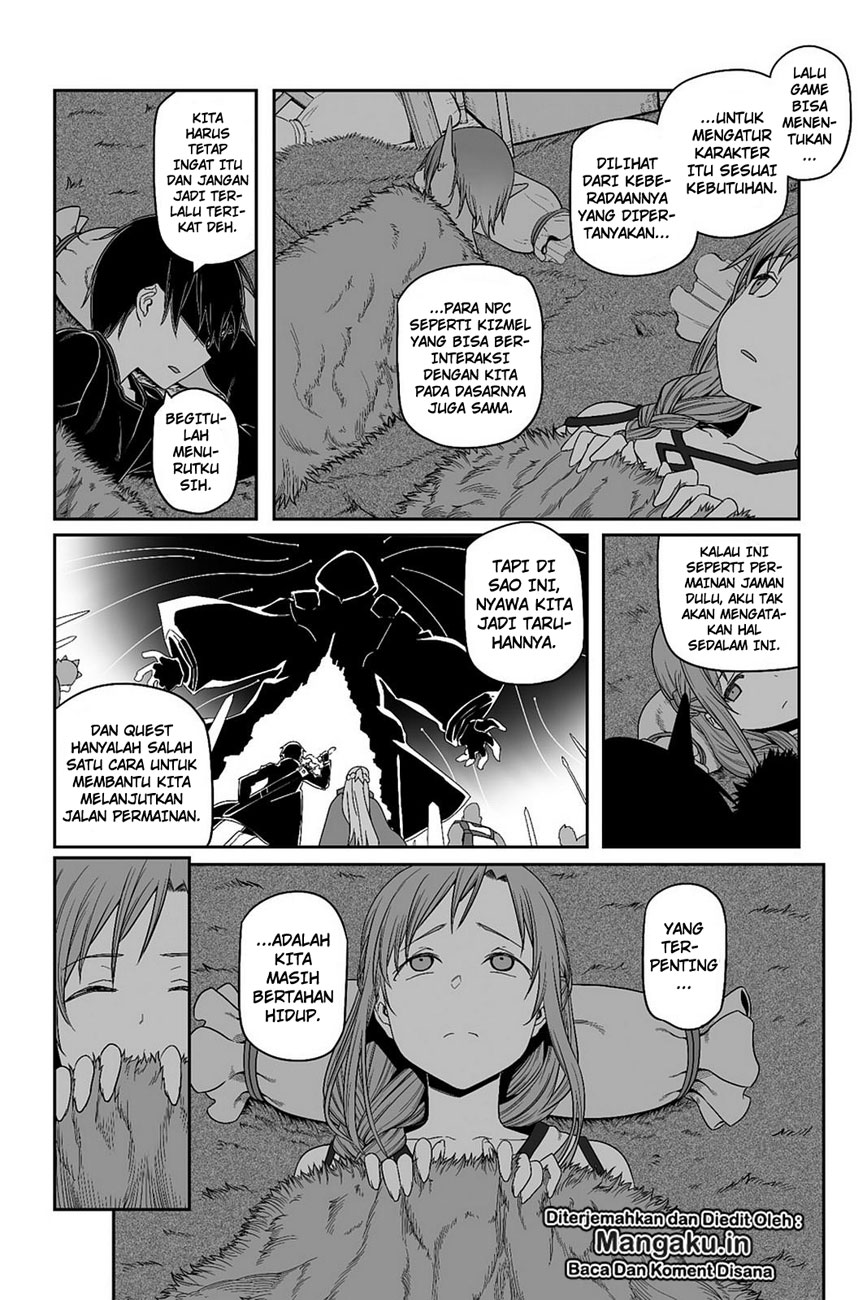 LALU
GAME
BISA
MENEN-
TUKAN
...
...UNTUK
MENGATUR
KARAKTER
ITU SESUAI
KEBUTUHAN.
DILIHAT
DARI KEBE-
RADAANNYA
YANG DIPER-
TANYAKAN...
...PARA NPC
SEPERTI KIZMEL
YANG BISA BER-
INTERAKSI
DENGAN KITA
PADA DASARNYA
JUGA SAMA.
KITA
HARUS
TETAP
INGAT ITU
DAN JANGAN
JADI TER-
LALU TERI-
KAT DEH.
BEGITU-
LAH
MENU-
RUTKU
SIH.
KALAU INI
SEPERTI PER-
MAINAN JAMAN
DULU, AKU TAK
AKAN MENGATA-
KAN HAL
SEDALAM INI.
TAPI DI
SAO INI,
NYAWA KITA
JADI TARU-
HANNYA.
DAN QUEST
HANYALAH SALAH
SATU CARA UNTUK
MEMBANTU KITA
MELANJUTKAN
JALAN PERMAINAN.
YANG
TER-
PENTING
...
...ADALAH
KITA
MASIH
BERTAHAN
HIDUP.
Diterjemahkan dan Diedit Oleh :
Mangaku.in
Baca Dan Koment Disana